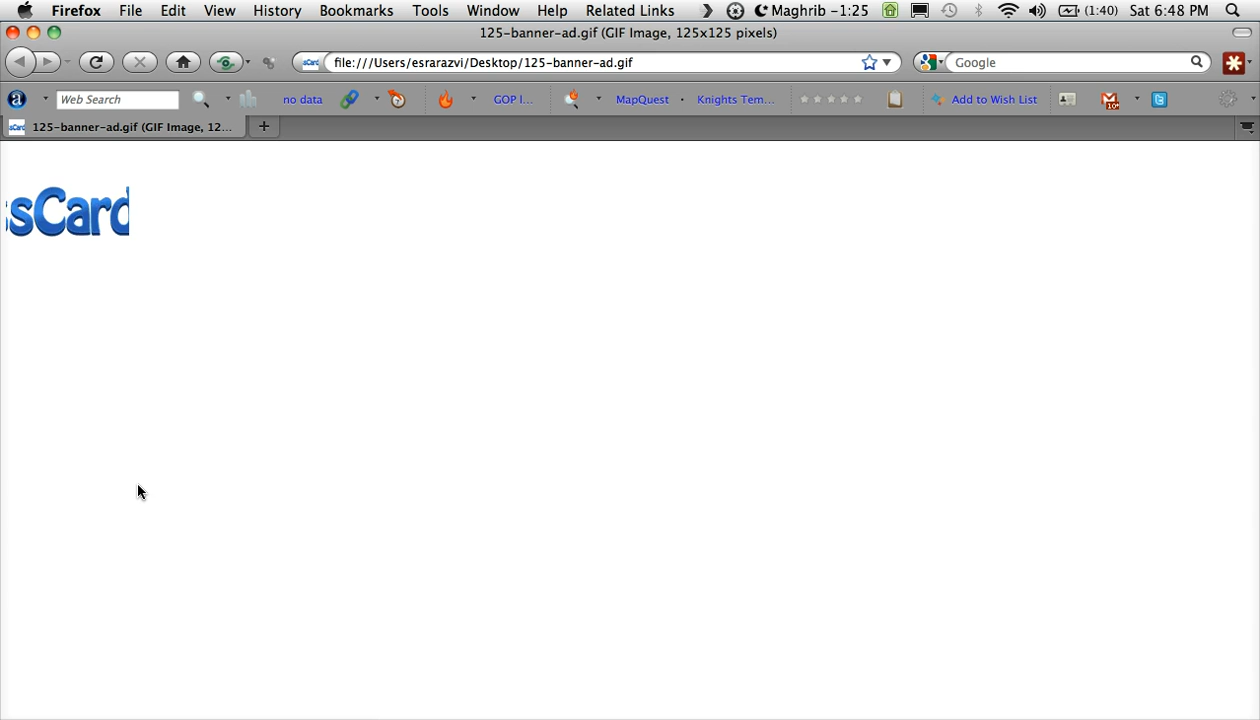 Firefox File Edit View History Bookmarks Tools Window Help Related Links Maghrib -1:25 (1:40) Sat 6:48 PM
125-banner-ad.gif (GIF Image, 125x125 pixels)
sCard file:///Users/esrarazvi/Desktop/125-banner-ad.gif Google
a Web Search no data GOP I... MapQuest Knights Tem... Add to Wish List 10+ t
sCard 125-banner-ad.gif (GIF Image, 12... +
sCard